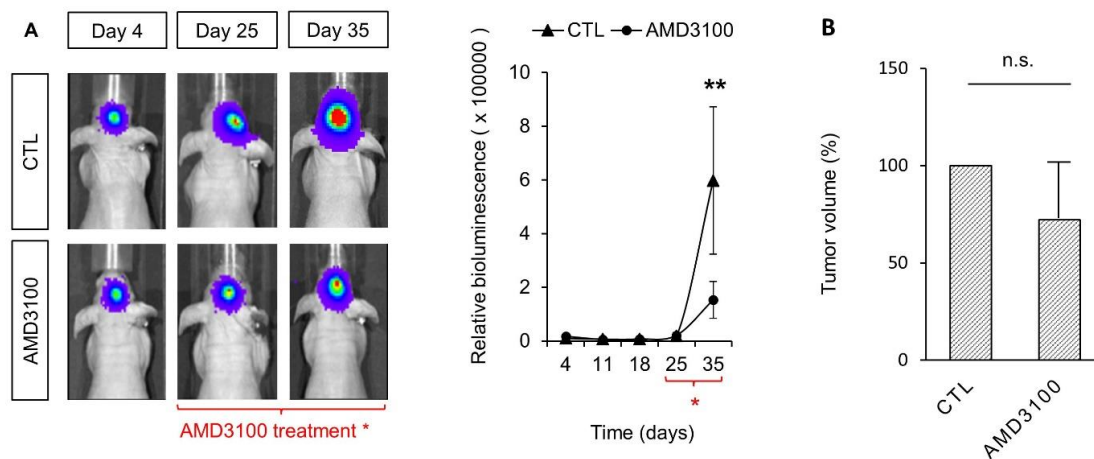 A
Day 4
Day 25
Day 35
CTL
AMD3100
AMD3100 treatment *
CTL AMD3100
Relative bioluminescence ( x 100000)
10
8
6
4
2
0
**
4 11 18 25 35
*
Time (days)
B
n.s.
Tumor volume (%)
150
100
50
0
CTL
AMD3100